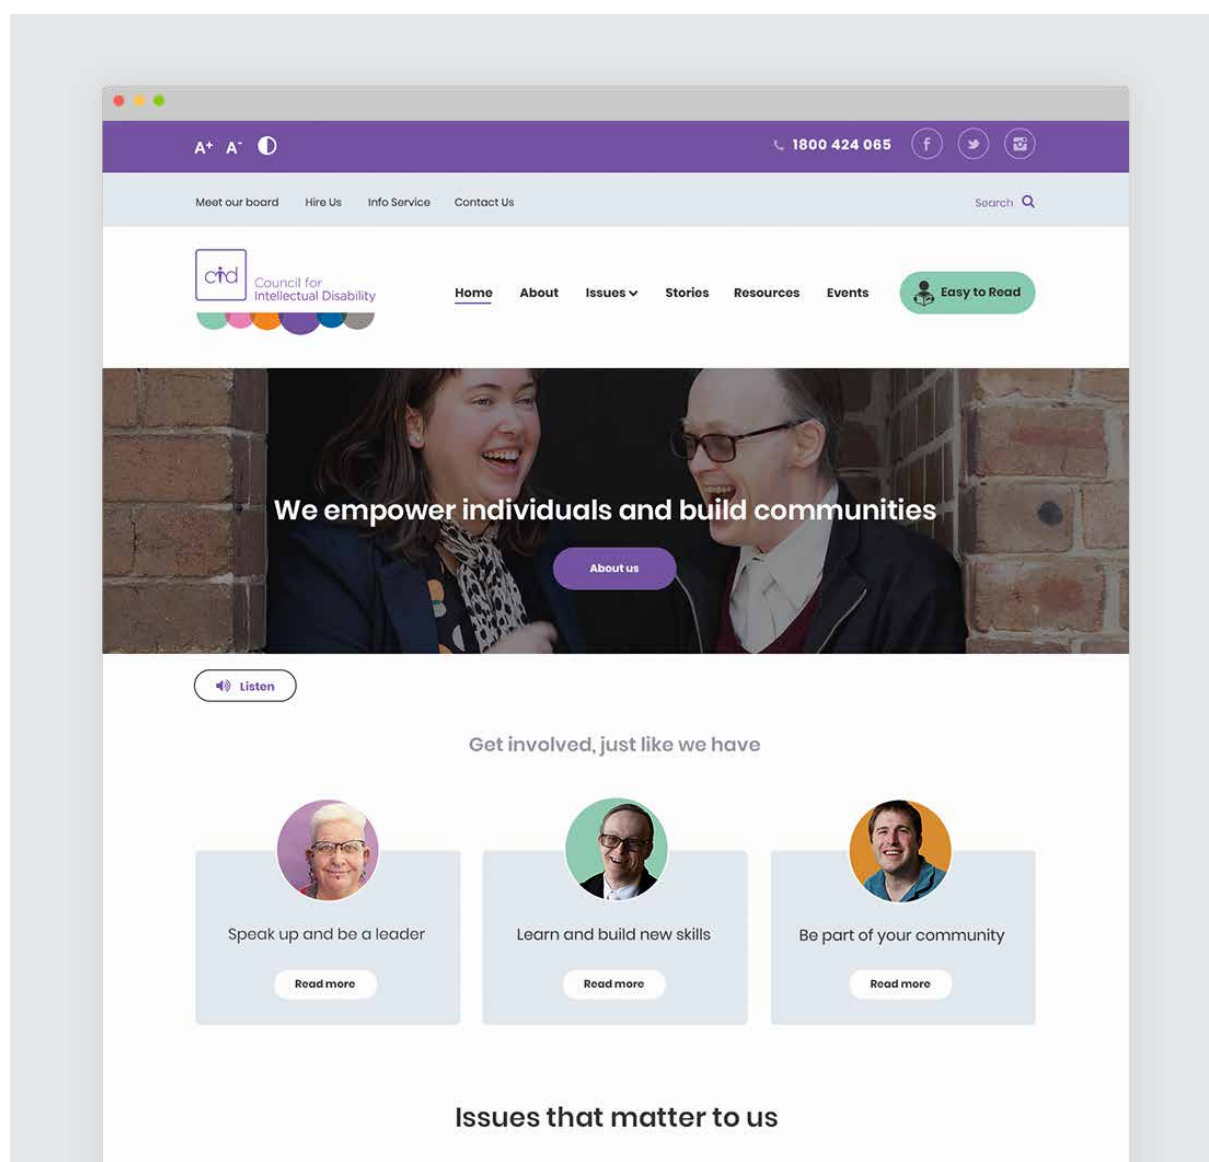 A+ A- 1800 424 065
Meet our board Hire Us Info Service Contact Us Search
cid
Council for
Intellectual Disability
Home About Issues Stories Resources Events Easy to Read
We empower individuals and build communities
About us
Listen
Get involved, just like we have
Speak up and be a leader Learn and build new skills Be part of your community
Read more Read more Read more
Issues that matter to us